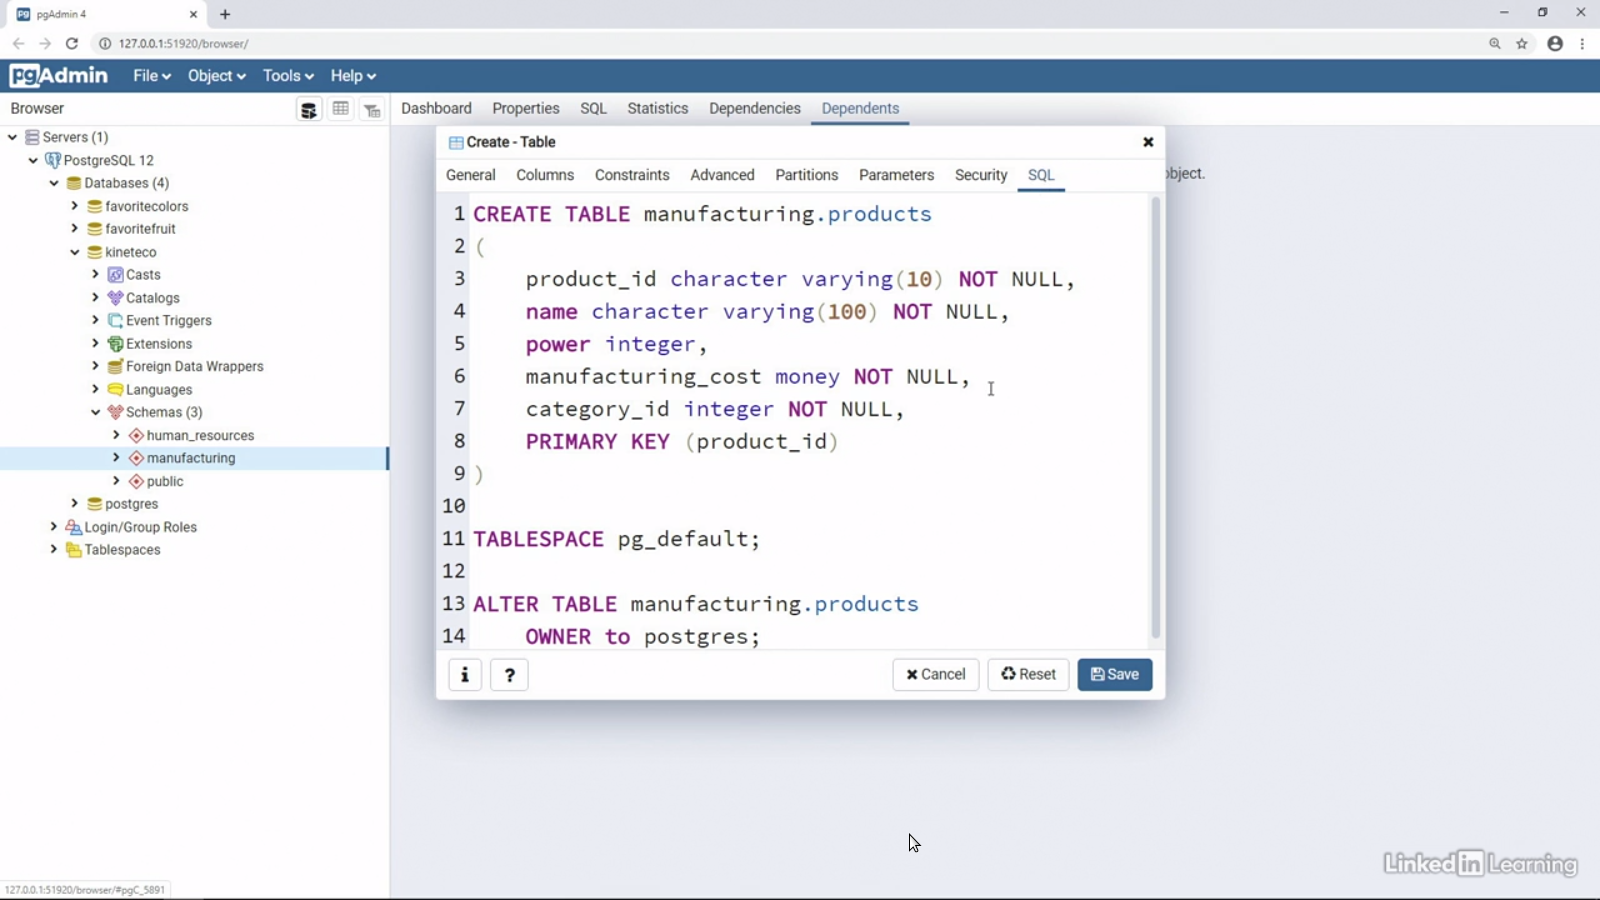 pgAdmin 4
127.0.0.1:51920/browser/
pgAdmin File Object Tools Help
Browser
Dashboard Properties SQL Statistics Dependencies Dependents
Servers (1)
PostgreSQL 12
Databases (4)
favoritecolors
favoritefruit
kineteco
Casts
Catalogs
Event Triggers
Extensions
Foreign Data Wrappers
Languages
Schemas (3)
human_resources
manufacturing
public
postgres
Login/Group Roles
Tablespaces
Create - Table
object.
General Columns Constraints Advanced Partitions Parameters Security SQL
1 CREATE TABLE manufacturing.products
2 (
3 product_id character varying(10) NOT NULL,
4 name character varying(100) NOT NULL,
5 power integer,
6 manufacturing_cost money NOT NULL,
7 category_id integer NOT NULL,
8 PRIMARY KEY (product_id)
9 )
10
11 TABLESPACE pg_default;
12
13 ALTER TABLE manufacturing.products
14 OWNER to postgres;
i ? Cancel Reset Save
Linked in Learning
127.0.0.1:51920/browser/#pgC_5891